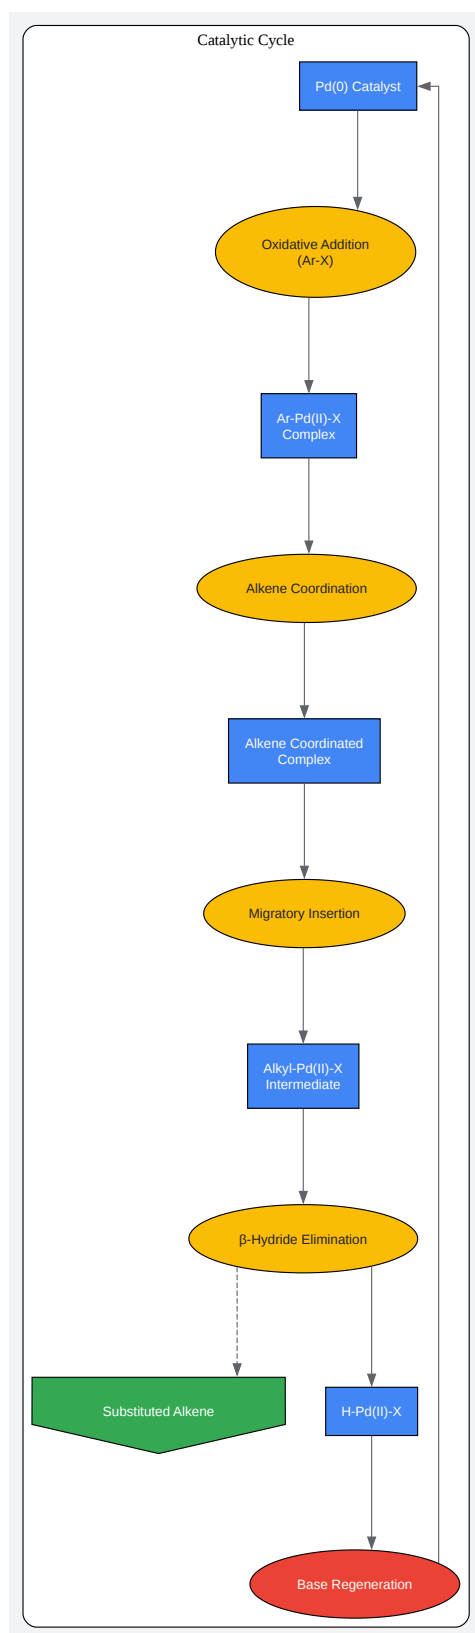 Catalytic Cycle
Pd(0) Catalyst
Oxidative Addition
(Ar-X)
Ar-Pd(II)-X
Complex
Alkene Coordination
Alkene Coordinated
Complex
Migratory Insertion
Alkyl-Pd(II)-X
Intermediate
β-Hydride Elimination
Substituted Alkene
H-Pd(II)-X
Base Regeneration